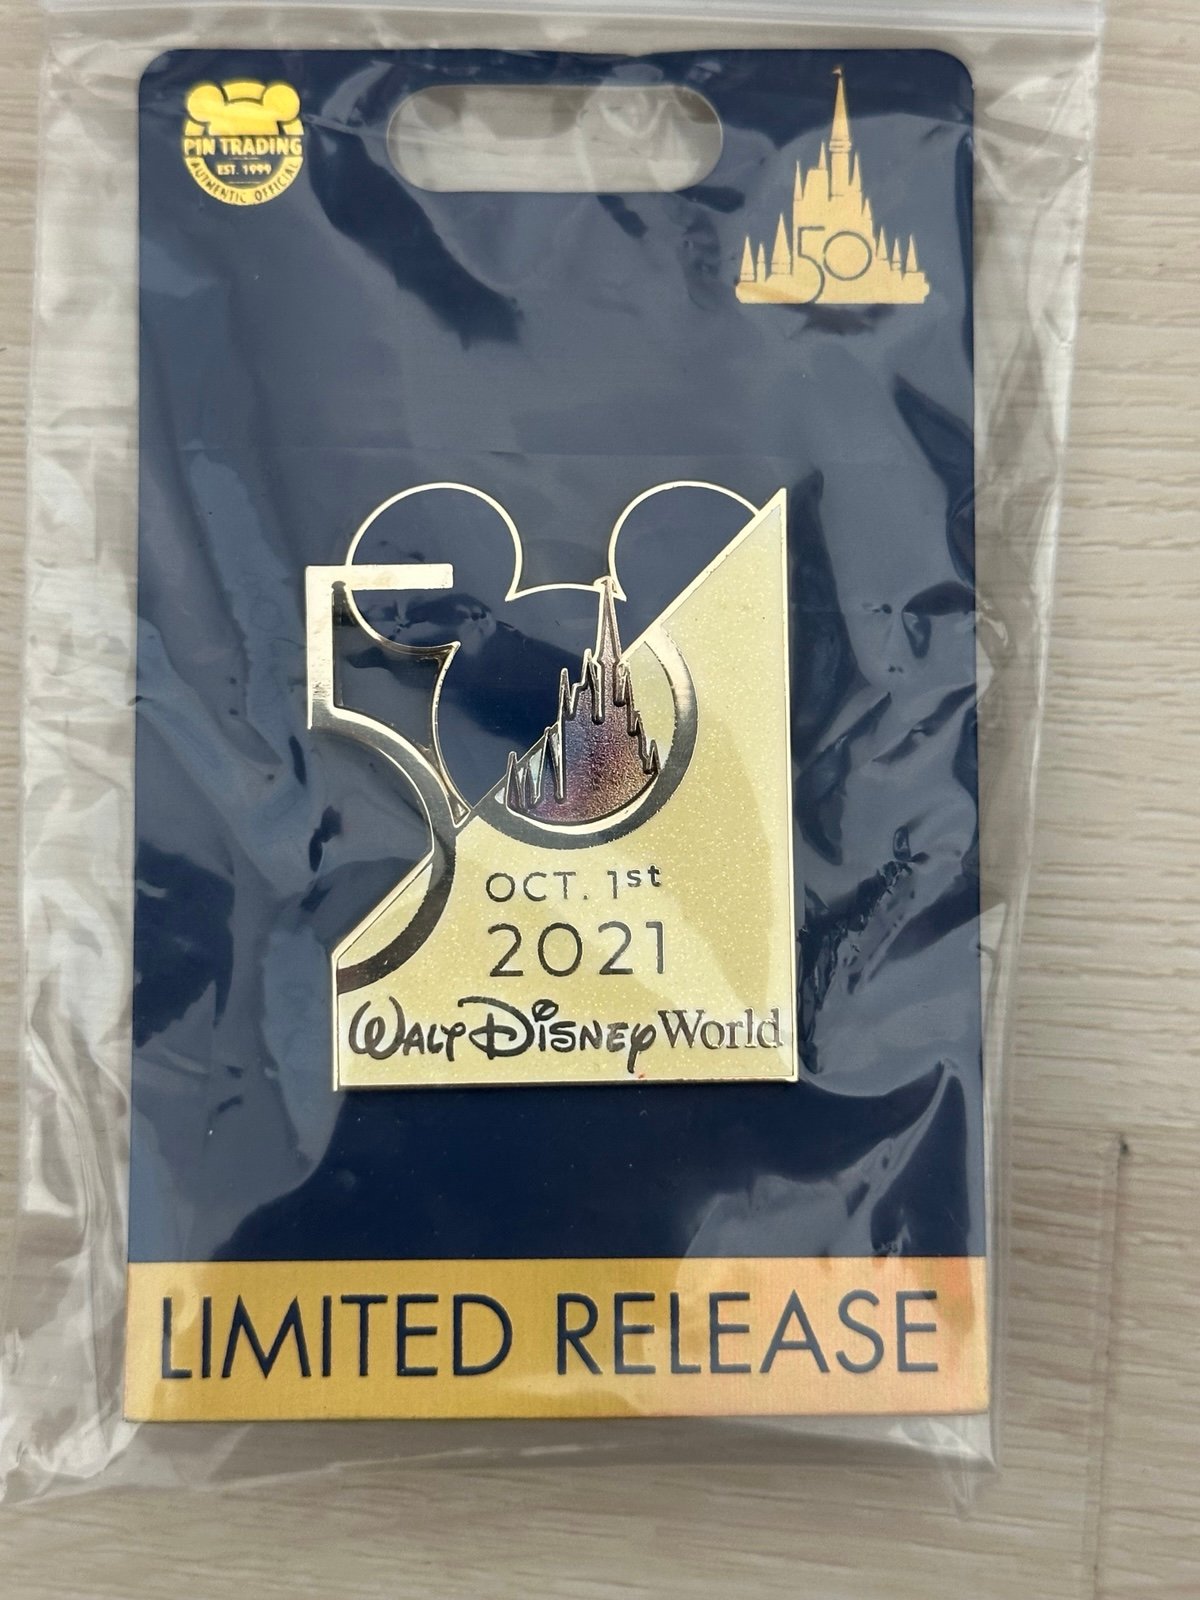 PIN TRADING
EST. 1999
AUTHENTIC OFFICIAL
50
50
OCT. 1st
2021
WALT DISNEY World
LIMITED RELEASE